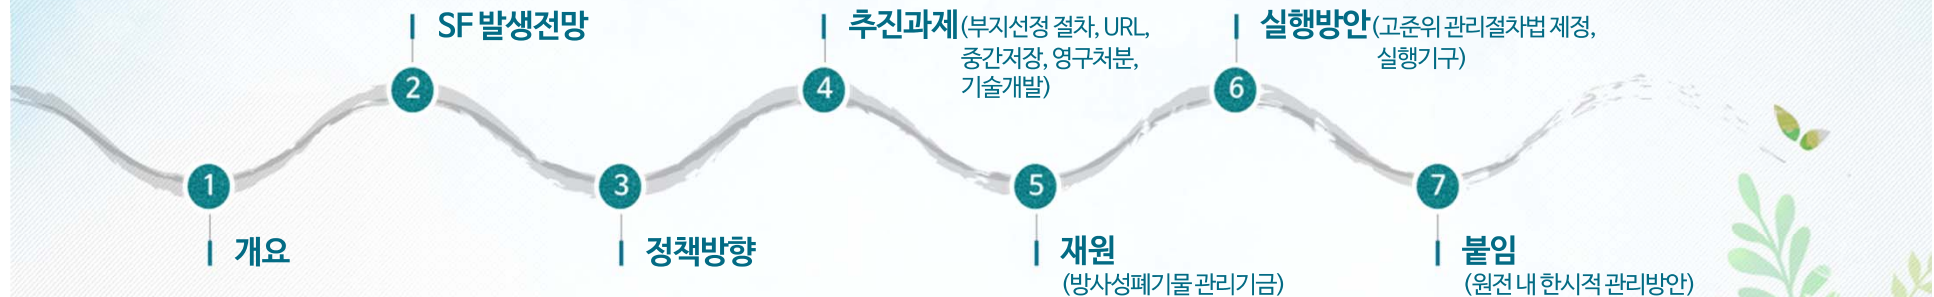 1
개요
2
SF 발생전망
3
정책방향
4
추진과제(부지선정 절차, URL,
중간저장, 영구처분,
기술개발)
5
재원
(방사성폐기물 관리기금)
6
실행방안(고준위 관리절차법 제정,
실행기구)
7
붙임
(원전 내 한시적 관리방안)